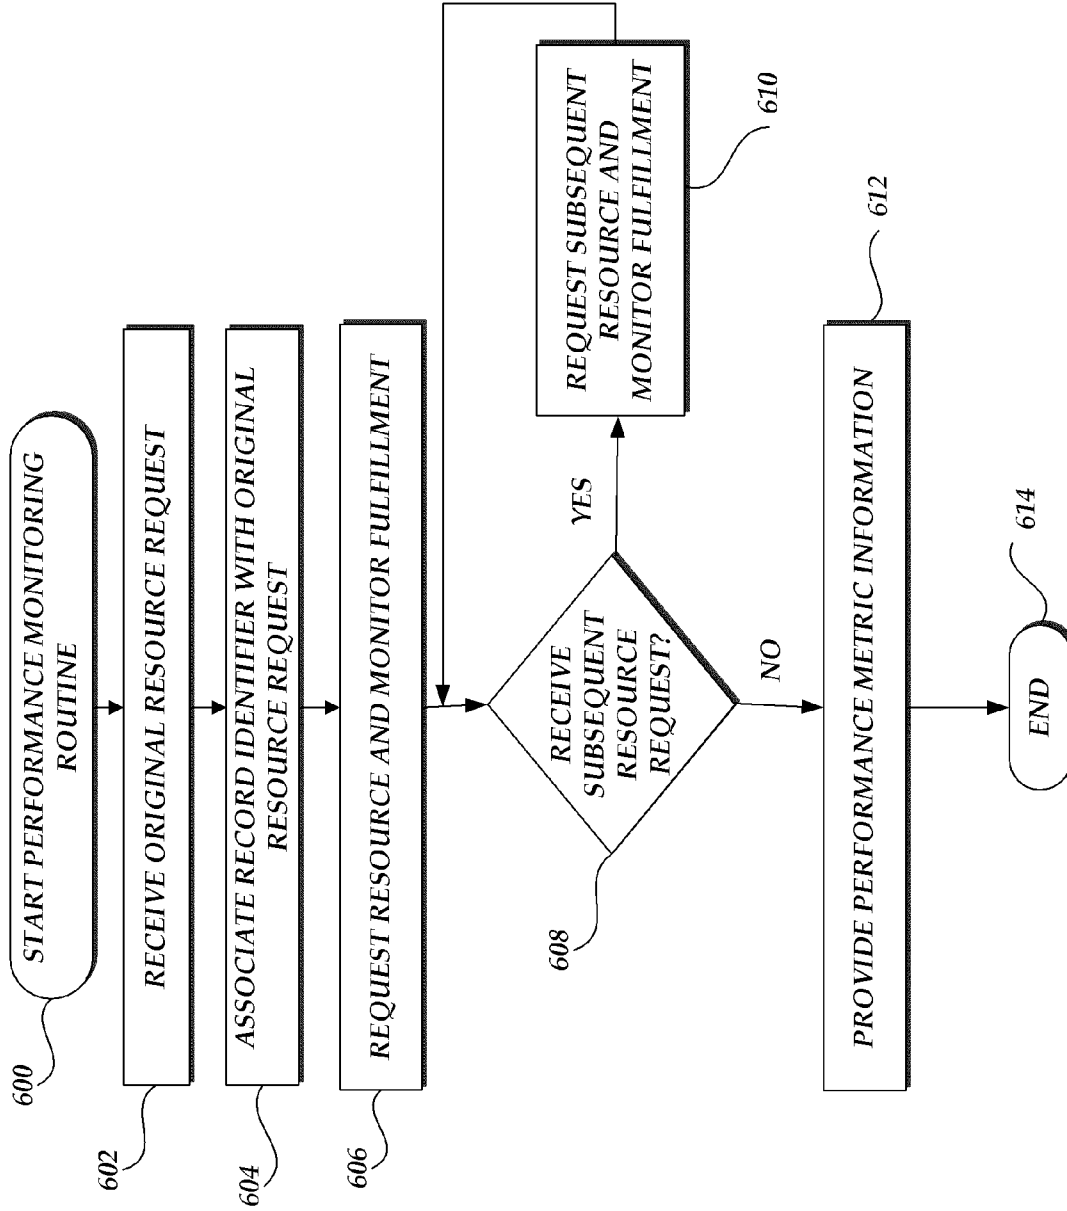 START PERFORMANCE MONITORING
ROUTINE
600
RECEIVE ORIGINAL RESOURCE REQUEST
602
ASSOCIATE RECORD IDENTIFIER WITH ORIGINAL
RESOURCE REQUEST
604
REQUEST RESOURCE AND MONITOR FULFILLMENT
606
RECEIVE
SUBSEQUENT
RESOURCE
REQUEST?
608
YES
REQUEST SUBSEQUENT
RESOURCE AND
MONITOR FULFILLMENT
610
NO
PROVIDE PERFORMANCE METRIC INFORMATION
612
END
614